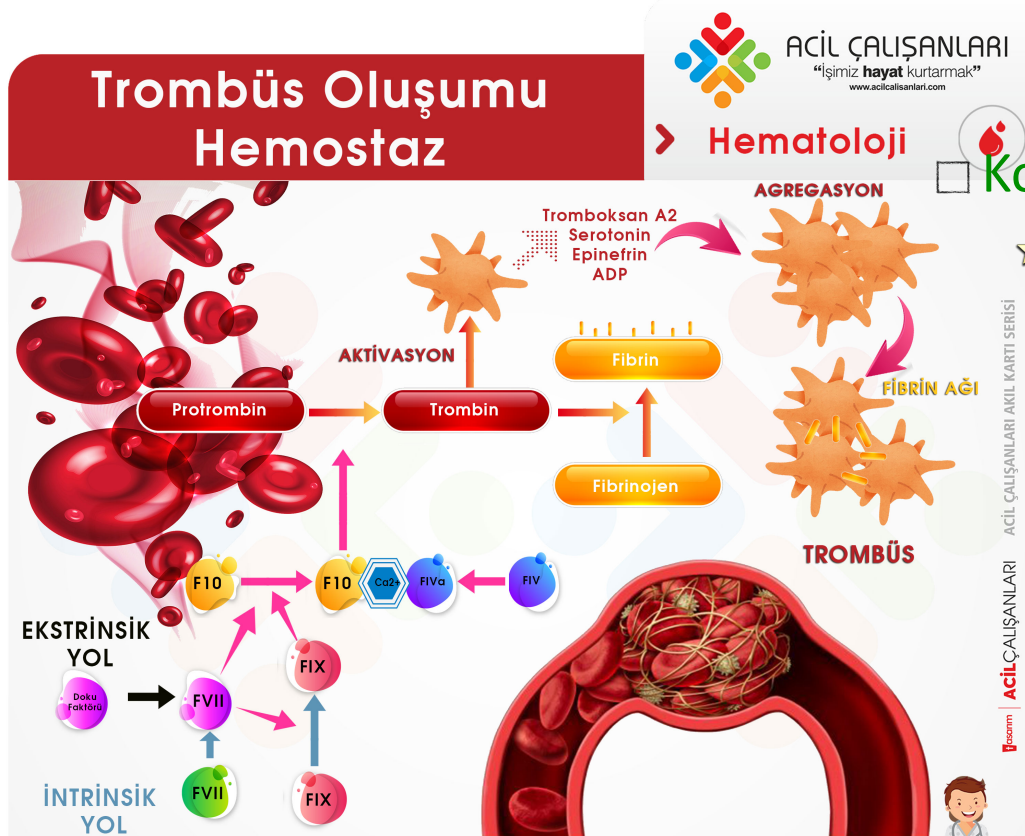 Trombüs Oluşumu
Hemostaz
ACİL ÇALIŞANLARI
“İşimiz hayat kurtarmak”
www.acilcalisanlari.com
Hematoloji
AGREGASYON
Tromboksan A2
Serotonin
Epinefrin
ADP
AKTİVASYON
Fibrin
FİBRİN AĞI
Protrombin
Trombin
Fibrinojen
TROMBÜS
F10
F10
Ca2+
FIVa
FIV
EKSTRİNSİK
YOL
Doku
Faktörü
FVII
FIX
İNTRİNSİK
YOL
FVII
FIX
ACİL ÇALIŞANLARI AKIL KARTI SERİSİ
tasarım | ACİLÇALIŞANLARI